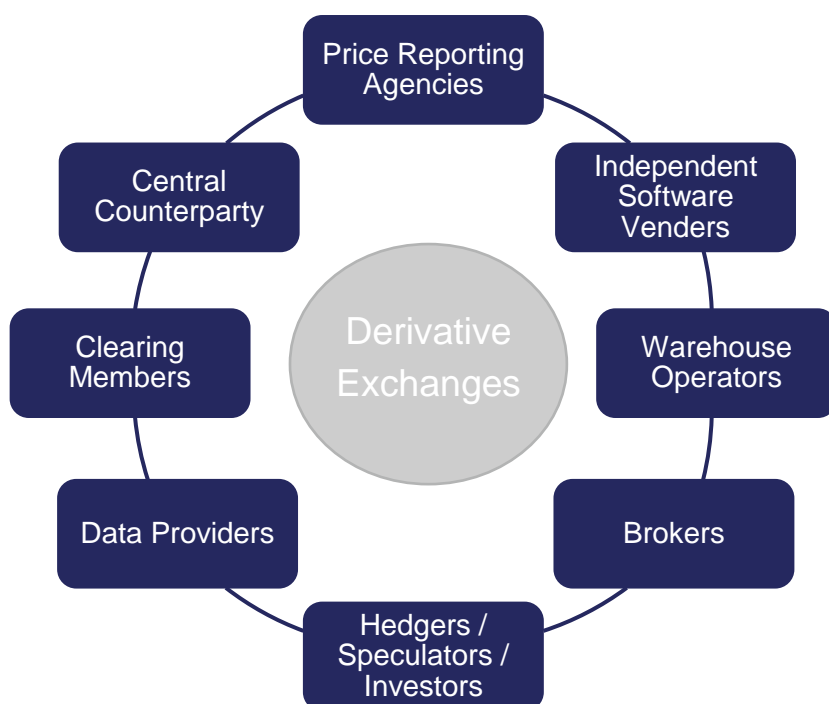 Price Reporting
Agencies
Independent
Software
Venders
Warehouse
Operators
Brokers
Hedgers /
Speculators /
Investors
Data Providers
Clearing
Members
Central
Counterparty
Derivative
Exchanges